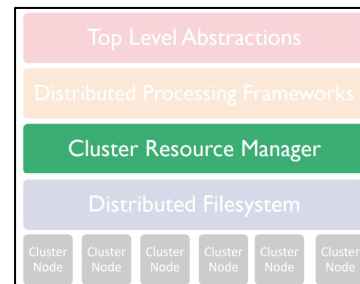 Top Level Abstractions
Distributed Processing Frameworks
Cluster Resource Manager
Distributed Filesystem
Cluster Cluster Cluster Cluster Cluster Cluster
Node Node Node Node Node Node